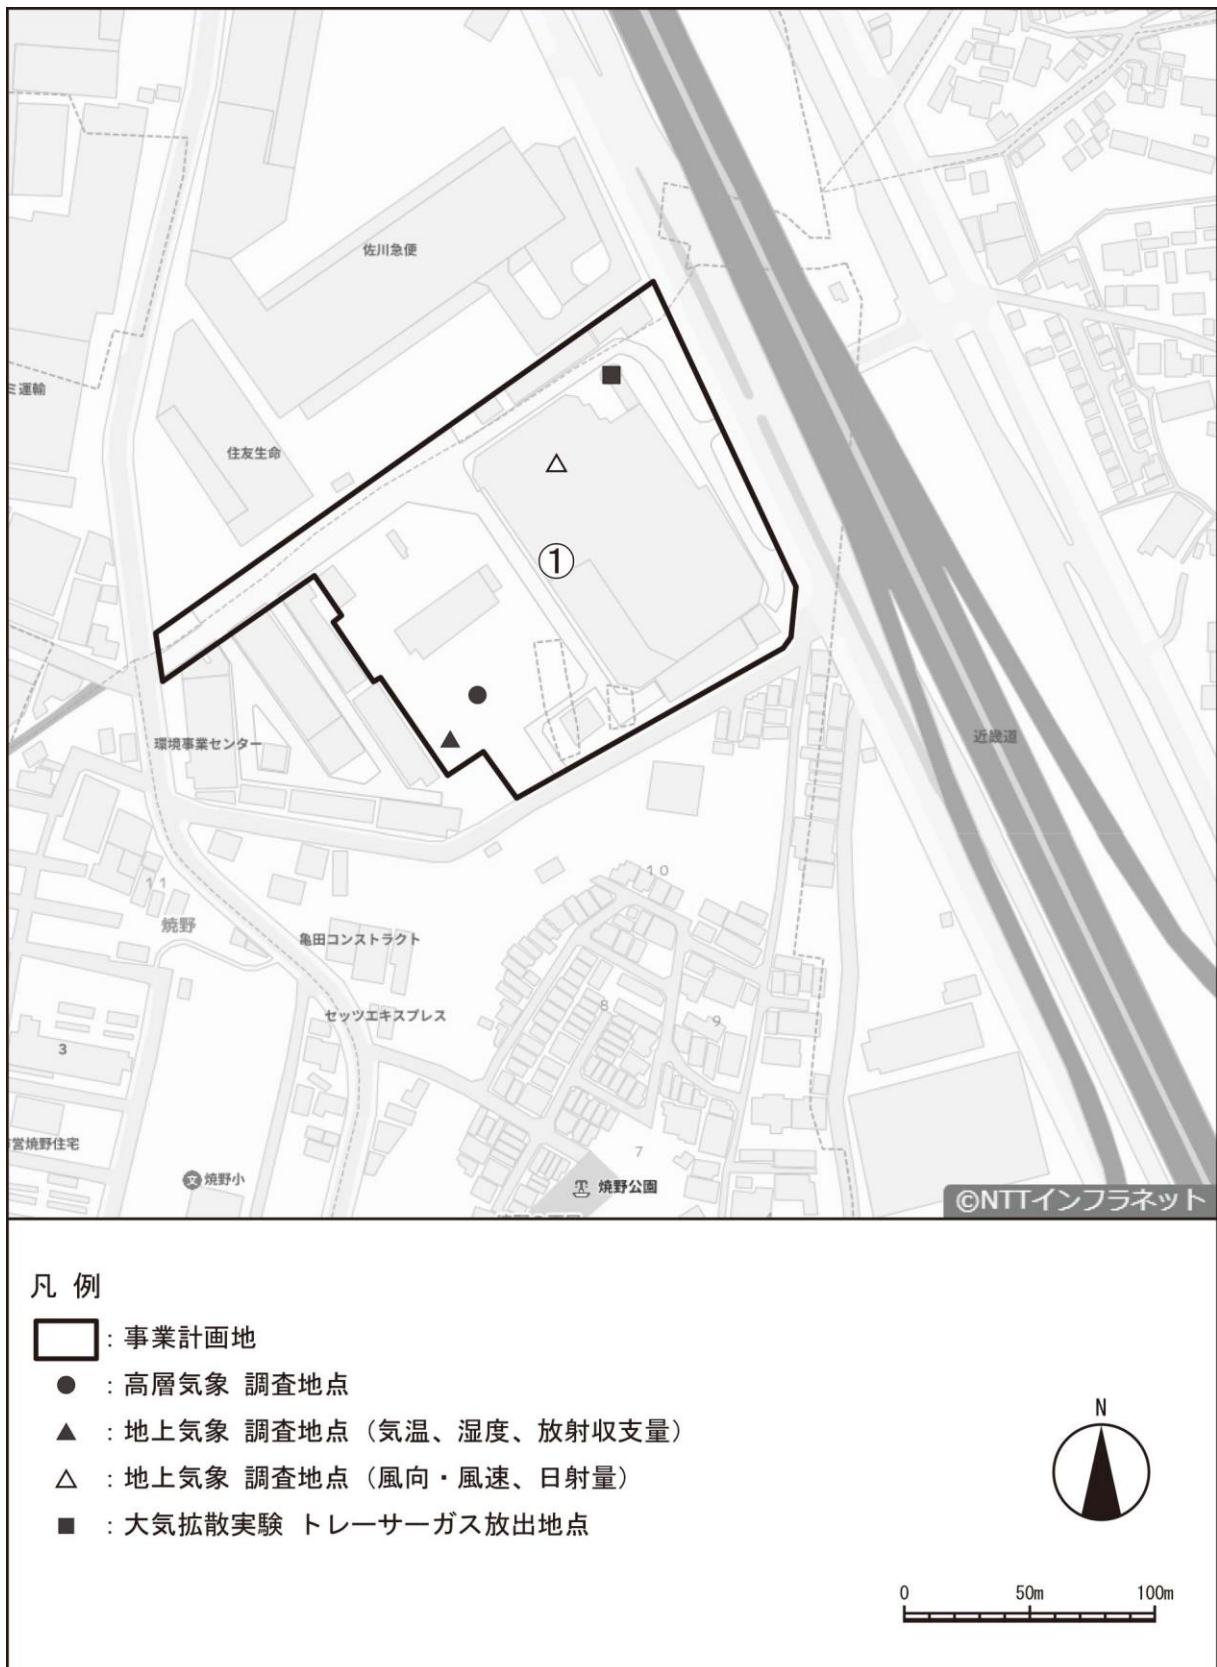 佐川急便
ミ運輸
住友生命
①
環境事業センター
近畿道
10
11
焼野
亀田コンストラクト
8
セッツエキスプレス
9
3
営焼野住宅
7
文 焼野小
焼野公園
©NTTインフラネット
凡 例
：事業計画地
：高層気象 調査地点
：地上気象 調査地点（気温、湿度、放射収支量）
：地上気象 調査地点（風向・風速、日射量）
：大気拡散実験 トレーサーガス放出地点
N
0 50m 100m